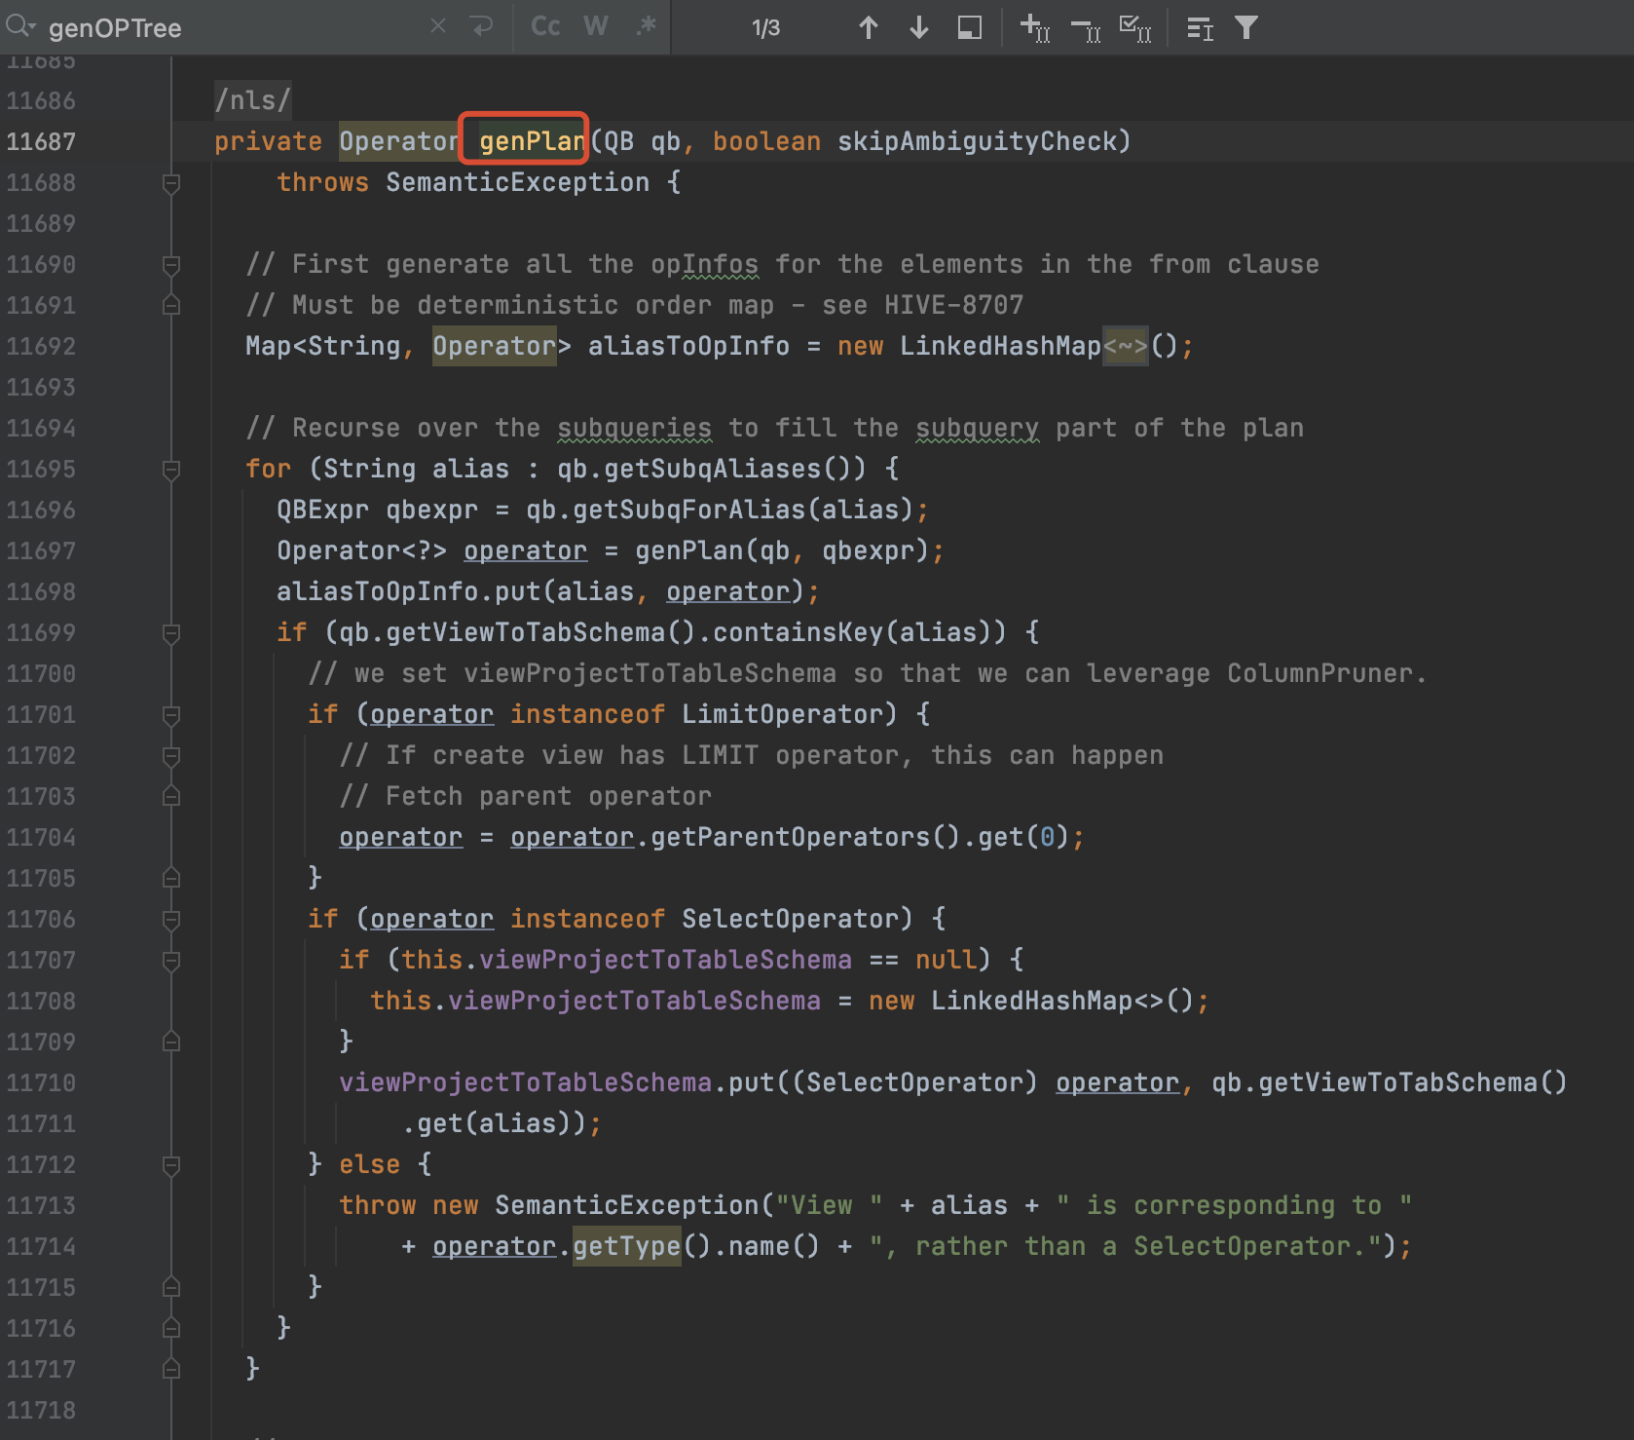 genOPTree × Cc W .* 1/3
11685
11686 /nls/
11687 private Operator genPlan(QB qb, boolean skipAmbiguityCheck)
11688 throws SemanticException {
11689
11690 // First generate all the opInfos for the elements in the from clause
11691 // Must be deterministic order map - see HIVE-8707
11692 Map<String, Operator> aliasToOpInfo = new LinkedHashMap<~>();
11693
11694 // Recurse over the subqueries to fill the subquery part of the plan
11695 for (String alias : qb.getSubqAliases()) {
11696 QBExpr qbexpr = qb.getSubqForAlias(alias);
11697 Operator<?> operator = genPlan(qb, qbexpr);
11698 aliasToOpInfo.put(alias, operator);
11699 if (qb.getViewToTabSchema().containsKey(alias)) {
11700 // we set viewProjectToTableSchema so that we can leverage ColumnPruner.
11701 if (operator instanceof LimitOperator) {
11702 // If create view has LIMIT operator, this can happen
11703 // Fetch parent operator
11704 operator = operator.getParentOperators().get(0);
11705 }
11706 if (operator instanceof SelectOperator) {
11707 if (this.viewProjectToTableSchema == null) {
11708 this.viewProjectToTableSchema = new LinkedHashMap<>();
11709 }
11710 viewProjectToTableSchema.put((SelectOperator) operator, qb.getViewToTabSchema()
11711 .get(alias));
11712 } else {
11713 throw new SemanticException("View " + alias + " is corresponding to "
11714 + operator.getType().name() + ", rather than a SelectOperator.");
11715 }
11716 }
11717 }
11718